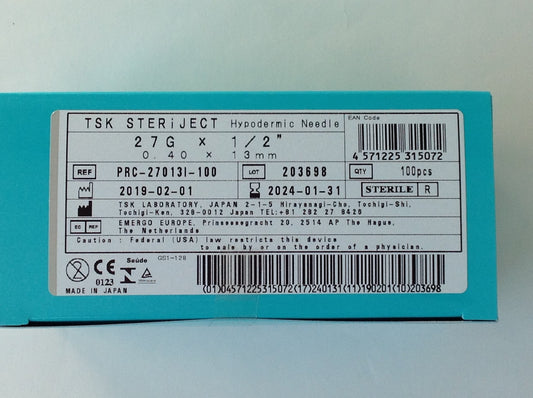 TSK STERiJECT Hypodermic Needle
27G x 1/2"
0.40 x 13mm
EAN Code
4 571225 315072
REF PRC-27013I-100 LOT 203698 QTY 100pcs
2019-02-01 2024-01-31 STERILE R
TSK LABORATORY, JAPAN 2-1-5 Hirayanagi-Cho, Tochigi-Shi,
Tochigi-Ken, 328-0012 Japan TEL:+81 282 27 8429
EC REP EMERGO EUROPE, Prinsessegracht 20, 2514 AP The Hague,
The Netherlands
Caution : Federal (USA) law restricts this device
to sale by or on the order of a physician.
CE
0123
Saúde
GS1-128
MADE IN JAPAN
(01)04571225315072(17)240131(11)190201(10)203698